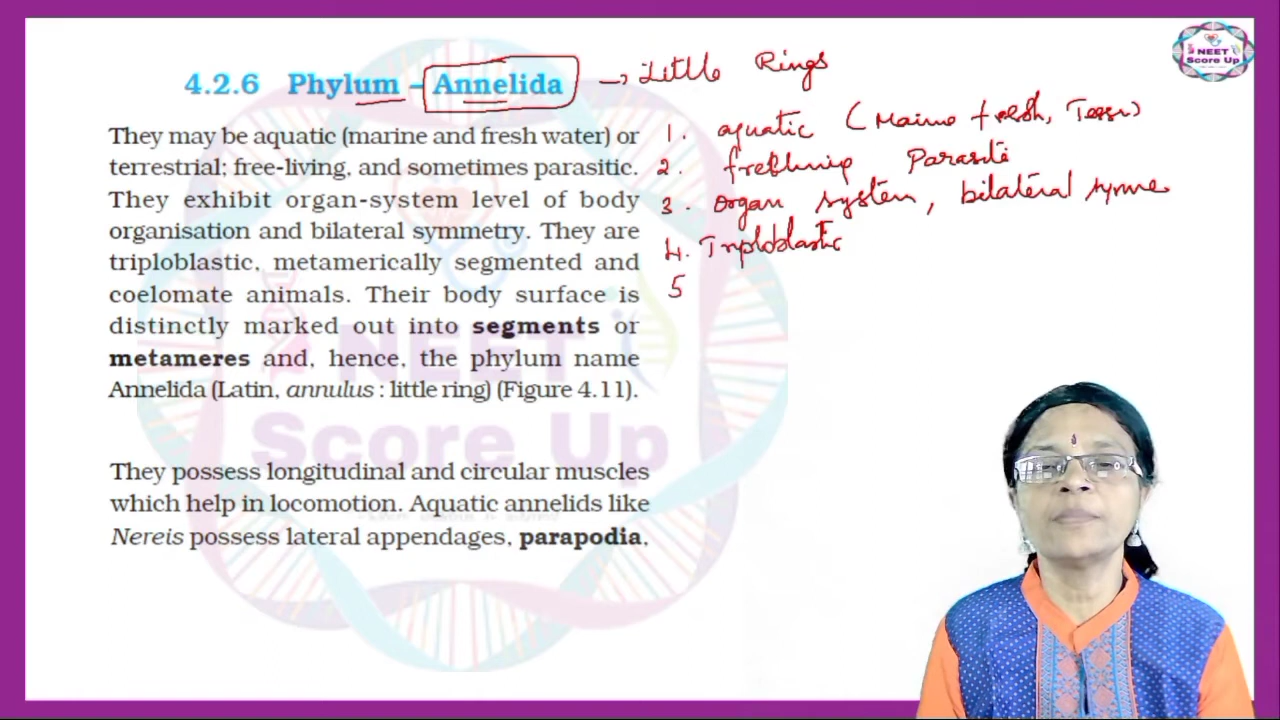 NEET
Score Up
4.2.6 Phylum – Annelida → Little Rings
They may be aquatic (marine and fresh water) or
terrestrial; free-living, and sometimes parasitic.
They exhibit organ-system level of body
organisation and bilateral symmetry. They are
triploblastic, metamerically segmented and
coelomate animals. Their body surface is
distinctly marked out into segments or
metameres and, hence, the phylum name
Annelida (Latin, annulus : little ring) (Figure 4.11).
1. aquatic (
fresh,
2. Parasite
3. organ system, bilateral
4. Triploblastic
5
NEET
Score Up
They possess longitudinal and circular muscles
which help in locomotion. Aquatic annelids like
Nereis possess lateral appendages, parapodia,